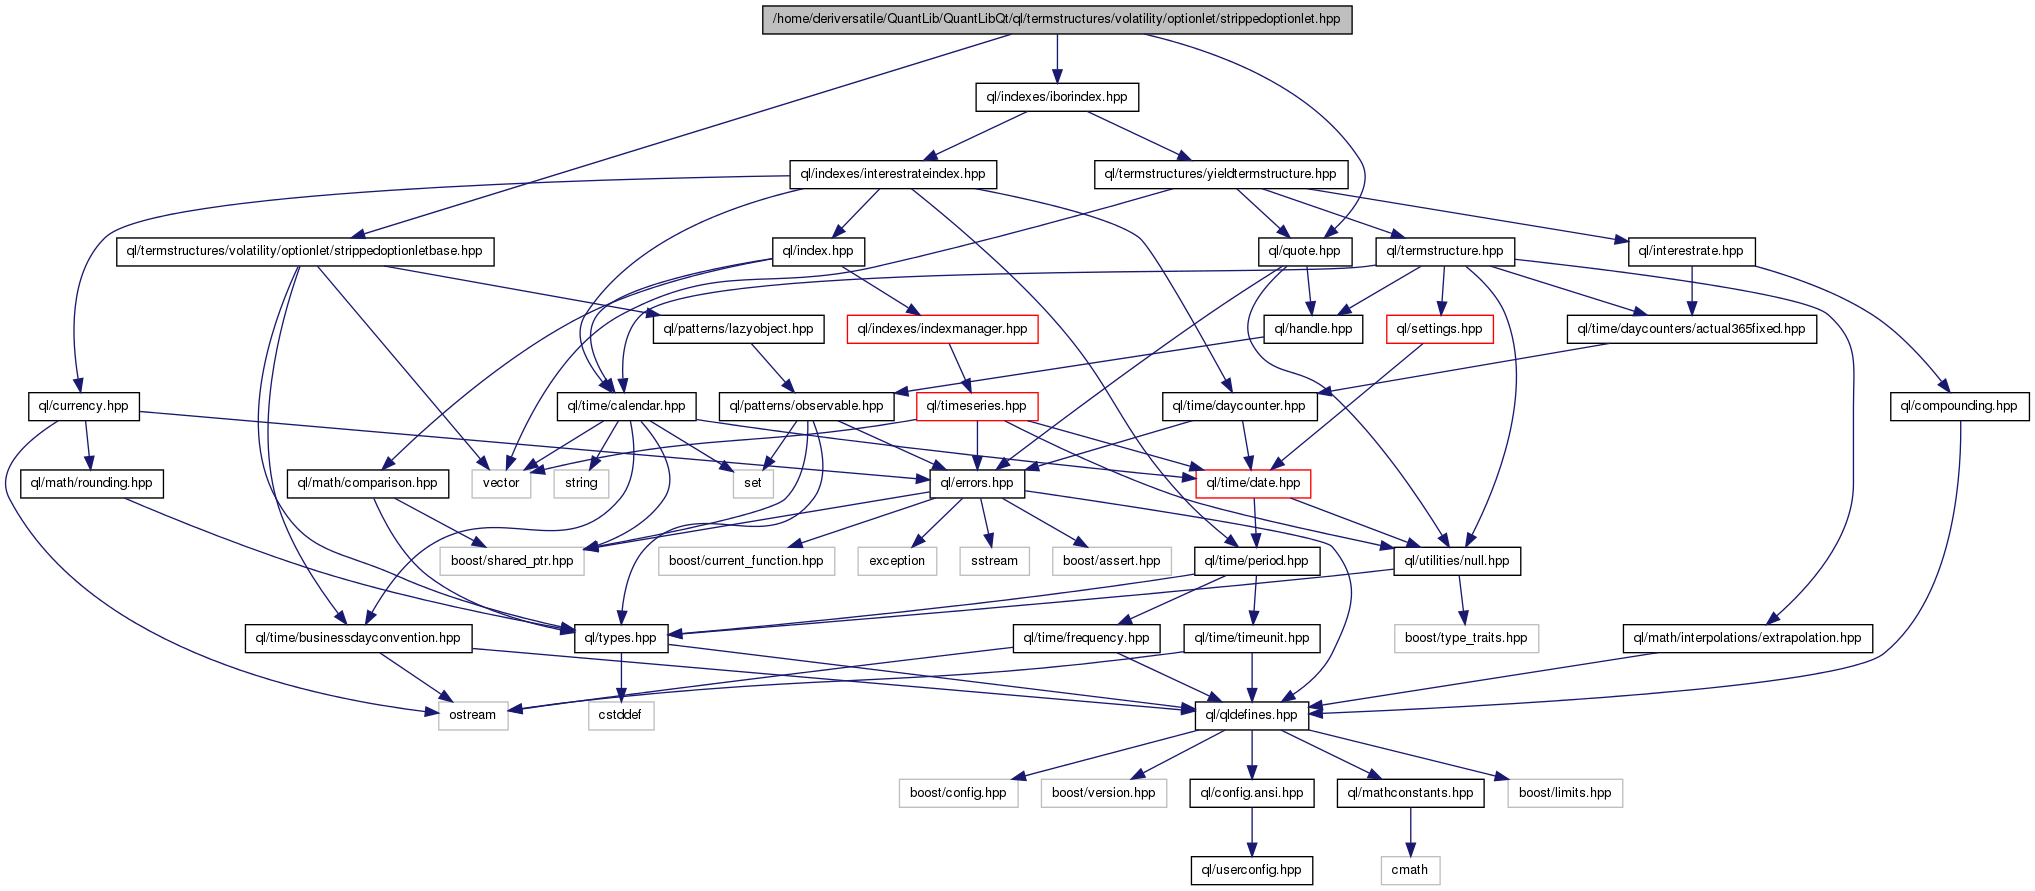 /home/deriversatile/QuantLib/QuantLibQt/ql/termstructures/volatility/optionlet/strippedoptionlet.hpp
ql/indexes/iborindex.hpp
ql/indexes/interestrateindex.hpp
ql/termstructures/yieldtermstructure.hpp
ql/termstructures/volatility/optionlet/strippedoptionletbase.hpp
ql/index.hpp
ql/quote.hpp
ql/termstructure.hpp
ql/interestrate.hpp
ql/patterns/lazyobject.hpp
ql/indexes/indexmanager.hpp
ql/handle.hpp
ql/settings.hpp
ql/time/daycounters/actual365fixed.hpp
ql/currency.hpp
ql/time/calendar.hpp
ql/patterns/observable.hpp
ql/timeseries.hpp
ql/time/daycounter.hpp
ql/compounding.hpp
ql/math/rounding.hpp
ql/math/comparison.hpp
vector
string
set
ql/errors.hpp
ql/time/date.hpp
boost/shared_ptr.hpp
boost/current_function.hpp
exception
sstream
boost/assert.hpp
ql/time/period.hpp
ql/utilities/null.hpp
ql/time/businessdayconvention.hpp
ql/types.hpp
ql/time/frequency.hpp
ql/time/timeunit.hpp
boost/type_traits.hpp
ql/math/interpolations/extrapolation.hpp
ostream
cstddef
ql/qldefines.hpp
boost/config.hpp
boost/version.hpp
ql/config.ansi.hpp
ql/mathconstants.hpp
boost/limits.hpp
ql/userconfig.hpp
cmath